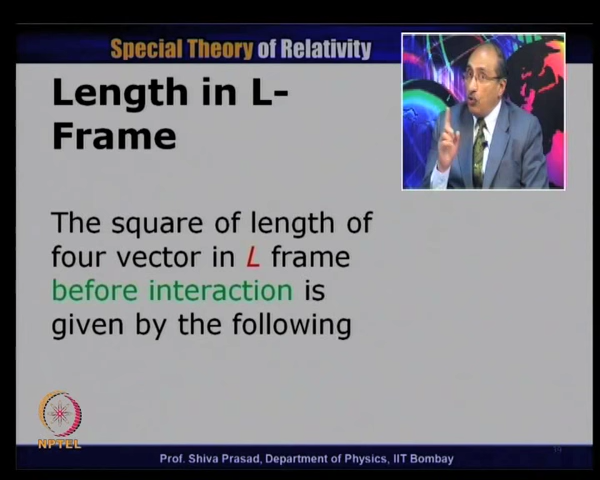 Special Theory of Relativity
Length in L-
Frame
The square of length of
four vector in L frame
before interaction is
given by the following
NPTEL
Prof. Shiva Prasad, Department of Physics, IIT Bombay